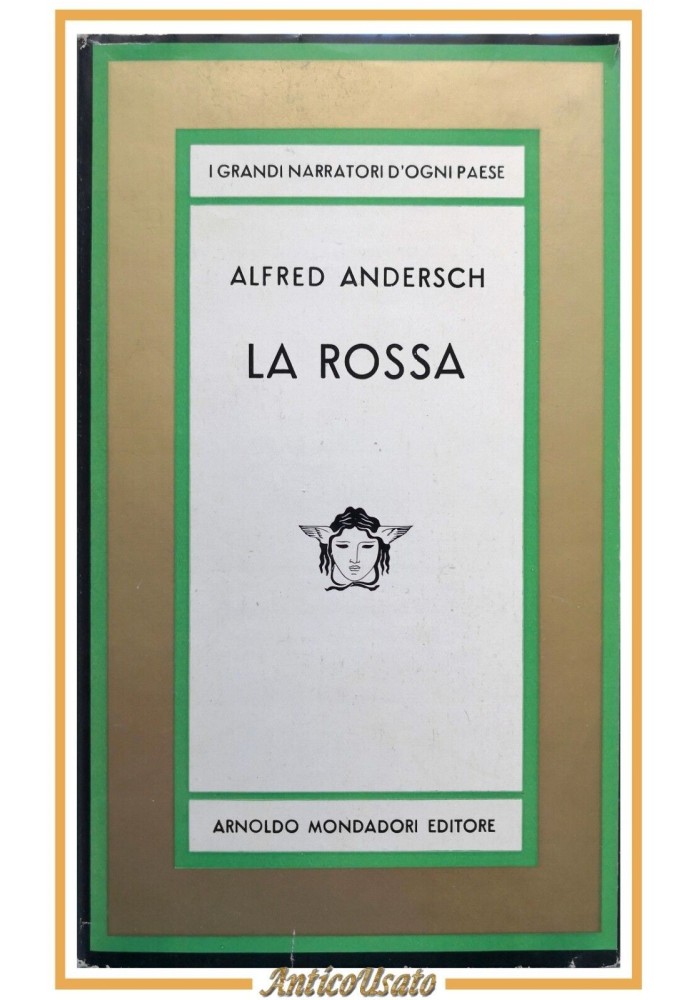 I GRANDI NARRATORI D'OGNI PAESE
ALFRED ANDERSCH
LA ROSSA
ARNOLDO MONDADORI EDITORE
AnticoUsato